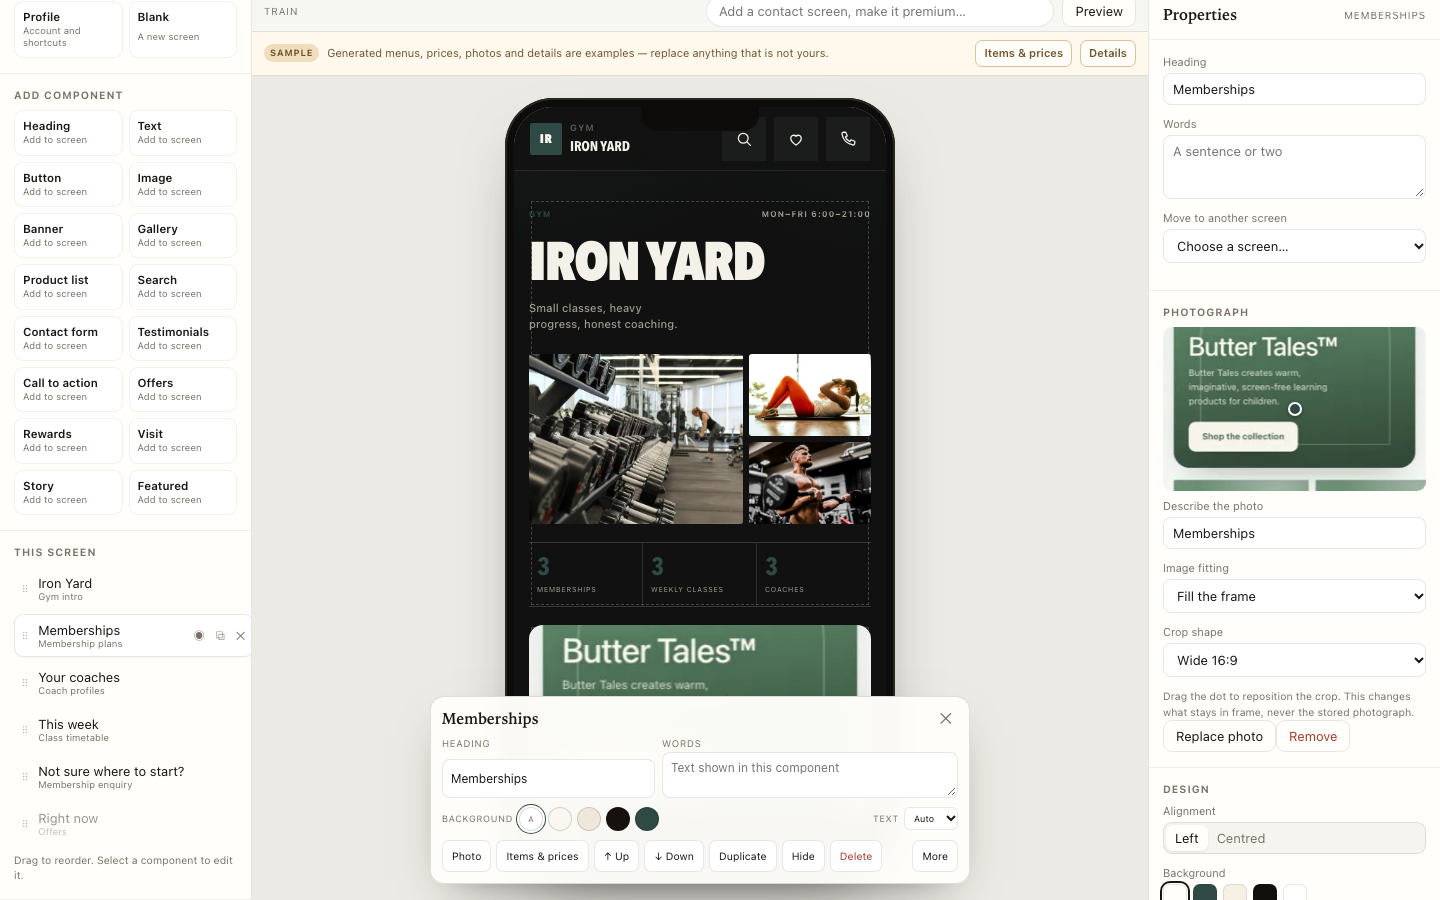 Profile
Account and
shortcuts
Blank
A new screen
ADD COMPONENT
Heading
Add to screen
Text
Add to screen
Button
Add to screen
Image
Add to screen
Banner
Add to screen
Gallery
Add to screen
Product list
Add to screen
Search
Add to screen
Contact form
Add to screen
Testimonials
Add to screen
Call to action
Add to screen
Offers
Add to screen
Rewards
Add to screen
Visit
Add to screen
Story
Add to screen
Featured
Add to screen
THIS SCREEN
Iron Yard
Gym intro
Memberships
Membership plans
Your coaches
Coach profiles
This week
Class timetable
Not sure where to start?
Membership enquiry
Right now
Offers
Drag to reorder. Select a component to edit
it.
TRAIN
Add a contact screen, make it premium...
Preview
SAMPLE
Generated menus, prices, photos and details are examples — replace anything that is not yours.
Items & prices
Details
IR
GYM
IRON YARD
GYM
MON–FRI 6:00–21:00
IRON YARD
Small classes, heavy
progress, honest coaching.
3
MEMBERSHIPS
3
WEEKLY CLASSES
3
COACHES
Butter Tales™
Butter Tales creates warm,
Memberships
HEADING
Memberships
WORDS
Text shown in this component
BACKGROUND
A
TEXT
Auto
Photo
Items & prices
↑ Up
↓ Down
Duplicate
Hide
Delete
More
Properties
MEMBERSHIPS
Heading
Memberships
Words
A sentence or two
Move to another screen
Choose a screen...
PHOTOGRAPH
Butter Tales™
Butter Tales creates warm,
imaginative, screen-free learning
products for children.
Shop the collection
Describe the photo
Memberships
Image fitting
Fill the frame
Crop shape
Wide 16:9
Drag the dot to reposition the crop. This changes
what stays in frame, never the stored photograph.
Replace photo
Remove
DESIGN
Alignment
Left
Centred
Background